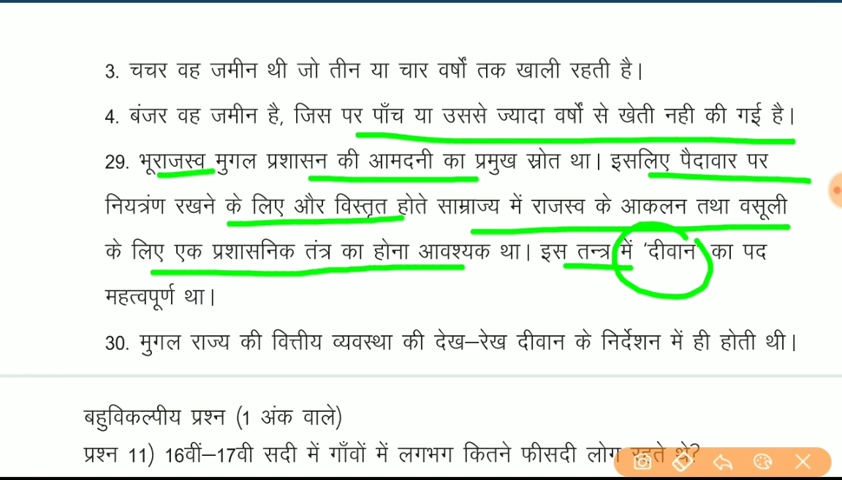 3. चचर वह जमीन थी जो तीन या चार वर्षों तक खाली रहती है।
4. बंजर वह जमीन है, जिस पर पाँच या उससे ज्यादा वर्षों से खेती नही की गई है।
29. भूराजस्व मुगल प्रशासन की आमदनी का प्रमुख स्रोत था। इसलिए पैदावार पर
नियत्रंण रखने के लिए और विस्तृत होते साम्राज्य में राजस्व के आकलन तथा वसूली
के लिए एक प्रशासनिक तंत्र का होना आवश्यक था। इस तन्त्र में 'दीवान' का पद
महत्वपूर्ण था।
30. मुगल राज्य की वित्तीय व्यवस्था की देख–रेख दीवान के निर्देशन में ही होती थी।
बहुविकल्पीय प्रश्न (1 अंक वाले)
प्रश्न 11) 16वीं–17वी सदी में गाँवों में लगभग कितने फीसदी लोग रहते थे?